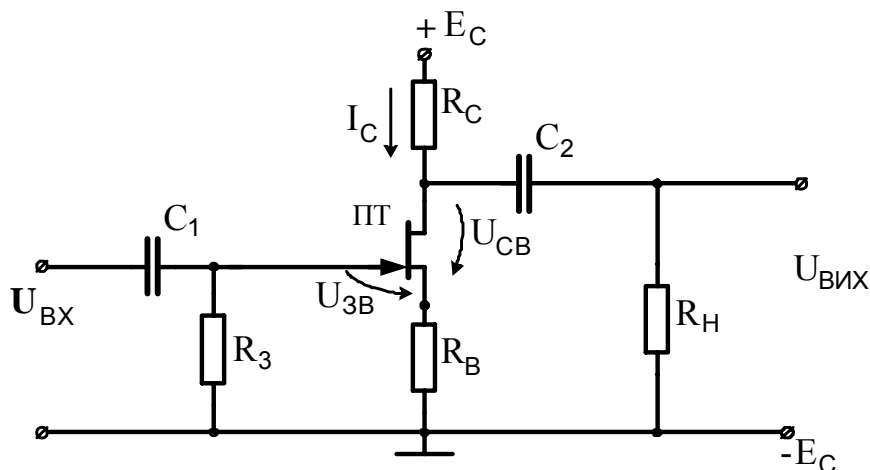 + E_C
R_C
I_C
C_2
ПТ
C_1
U_СВ
U_ВХ
U_ЗВ
U_ВИХ
R_З
R_В
R_Н
-E_C